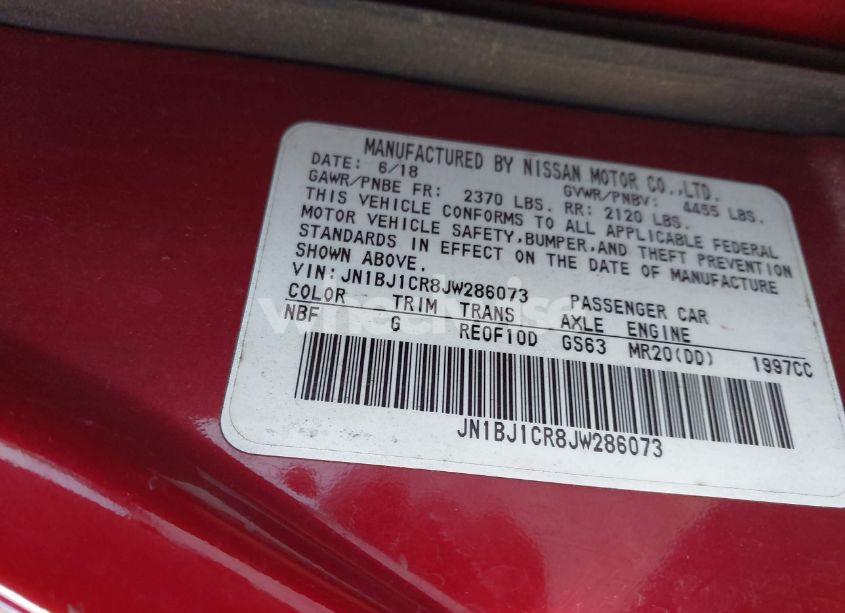 MANUFACTURED BY NISSAN MOTOR CO.,LTD.
DATE: 6/18 GVWR/PNBV: 4455 LBS.
GAWR/PNBE FR: 2370 LBS. RR: 2120 LBS.
THIS VEHICLE CONFORMS TO ALL APPLICABLE FEDERAL
MOTOR VEHICLE SAFETY,BUMPER,AND THEFT PREVENTION
STANDARDS IN EFFECT ON THE DATE OF MANUFACTURE
SHOWN ABOVE.
VIN:JN1BJ1CR8JW286073 PASSENGER CAR
COLOR TRIM TRANS AXLE ENGINE
NBF G RE0F10D GS63 MR20(DD) 1997CC
JN1BJ1CR8JW286073